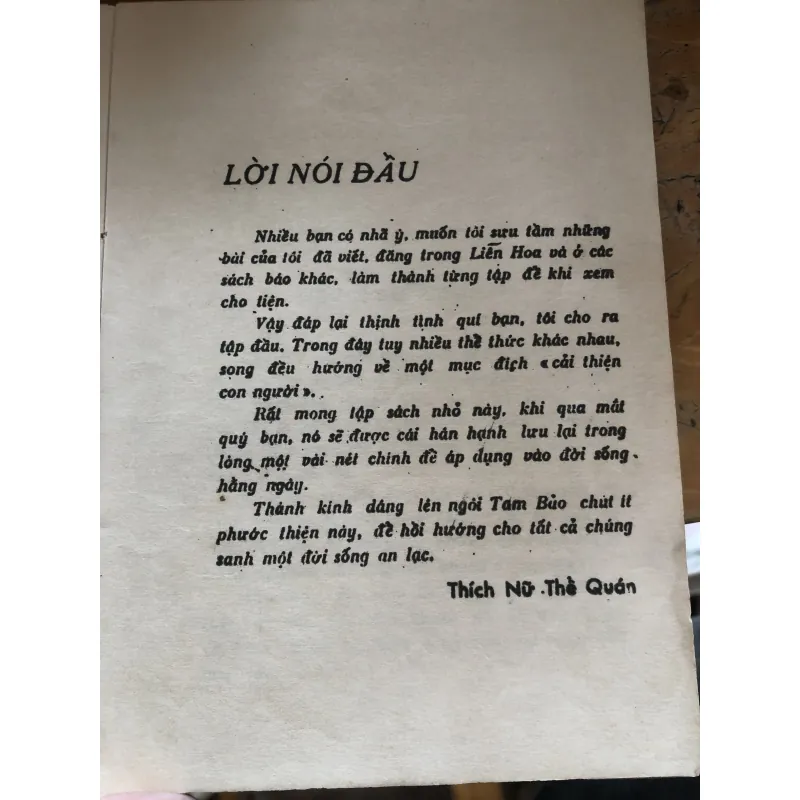 LỜI NÓI ĐẦU
Nhiều bạn có nhã ý, muốn tôi sưu tầm những
bài của tôi đã viết, đăng trong Liên Hoa và ở các
sách báo khác, làm thành từng tập để khi xem
cho tiện.
Vậy đáp lại thịnh tình quí bạn, tôi cho ra
tập đầu. Trong đây tuy nhiều thể thức khác nhau,
song đều hướng về một mục đích «cải thiện
con người».
Rất mong tập sách nhỏ này, khi qua mắt
quý bạn, nó sẽ được cái hân hạnh lưu lại trong
lòng một vài nét chính để áp dụng vào đời sống
hằng ngày.
Thành kính dâng lên ngôi Tam Bảo chút ít
phước thiện này, để hồi hướng cho tất cả chúng
sanh một đời sống an lạc.
Thích Nữ Thể Quán